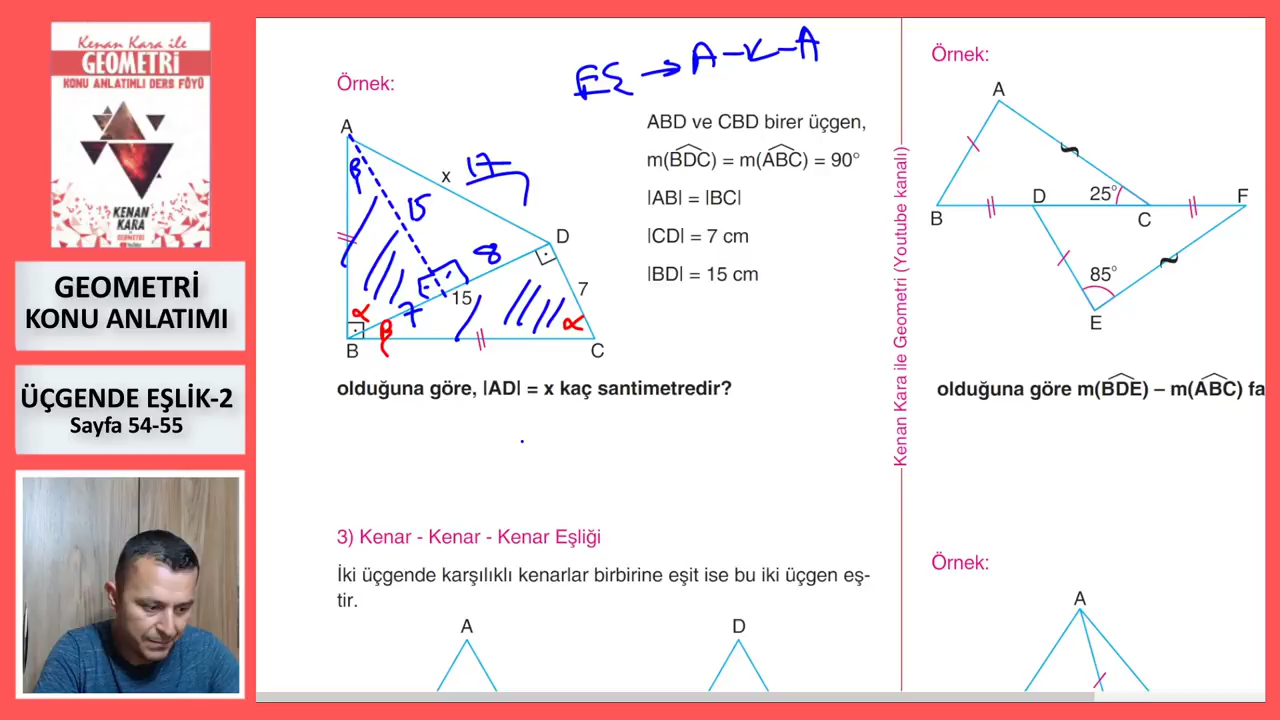 Kenan Kara ile
GEOMETRİ
KONU ANLATIMLI DERS FÖYÜ
KENAN
KARA
GEOMETRİ KONU ANLATIMI
ÜÇGENDE EŞLİK-2
Sayfa 54-55
Örnek:
EŞ → A-K-A
A
β
x
17
15
D
8
15
7
7
α
β
α
B
C
ABD ve CBD birer üçgen,
m(BDC) = m(ABC) = 90°
|AB| = |BC|
|CD| = 7 cm
|BD| = 15 cm
olduğuna göre, |AD| = x kaç santimetredir?
3) Kenar - Kenar - Kenar Eşliği
İki üçgende karşılıklı kenarlar birbirine eşit ise bu iki üçgen eş-
tir.
A
D
Kenan Kara ile Geometri (Youtube kanalı)
Örnek:
A
D
25°
F
B
C
85°
E
olduğuna göre m(BDE) – m(ABC) fa
Örnek:
A